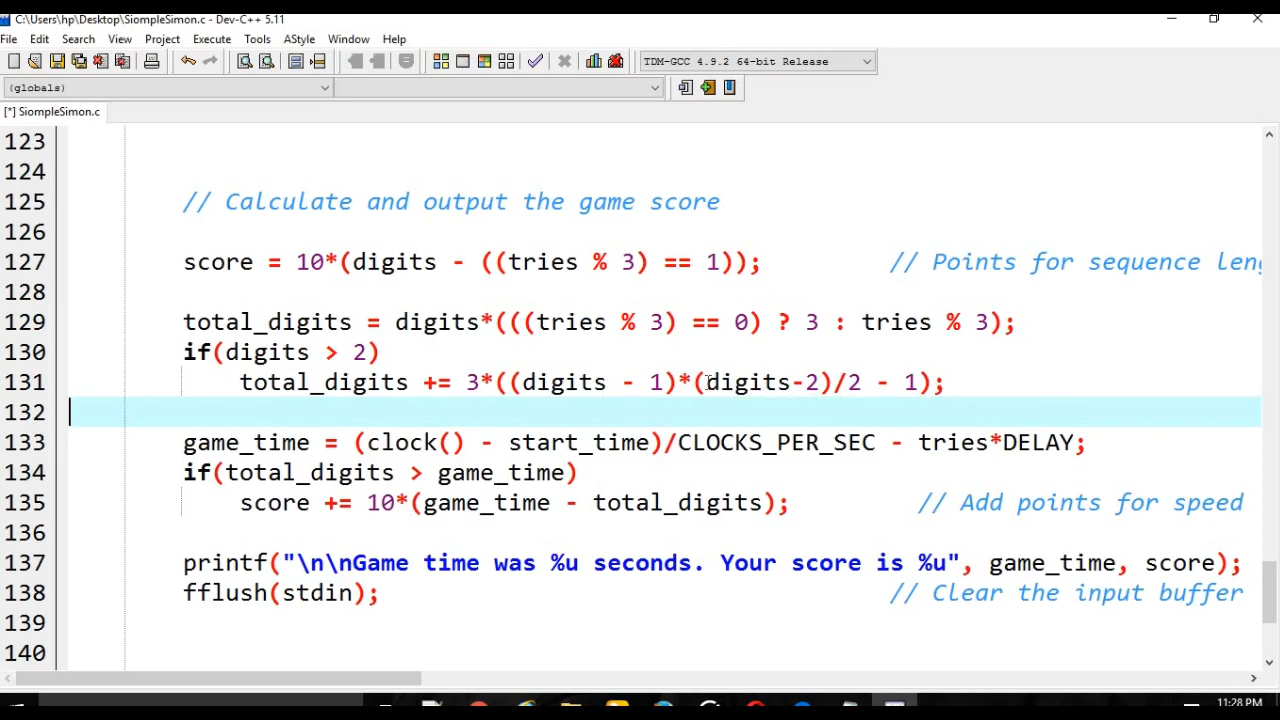 C:\Users\hp\Desktop\SiompleSimon.c - Dev-C++ 5.11
File Edit Search View Project Execute Tools AStyle Window Help
TDM-GCC 4.9.2 64-bit Release
(globals)
[*] SiompleSimon.c
123
124
125 // Calculate and output the game score
126
127 score = 10*(digits - ((tries % 3) == 1)); // Points for sequence leng
128
129 total_digits = digits*(((tries % 3) == 0) ? 3 : tries % 3);
130 if(digits > 2)
131 total_digits += 3*((digits - 1)*(digits-2)/2 - 1);
132
133 game_time = (clock() - start_time)/CLOCKS_PER_SEC - tries*DELAY;
134 if(total_digits > game_time)
135 score += 10*(game_time - total_digits); // Add points for speed
136
137 printf("\n\nGame time was %u seconds. Your score is %u", game_time, score);
138 fflush(stdin); // Clear the input buffer
139
140
11:28 PM